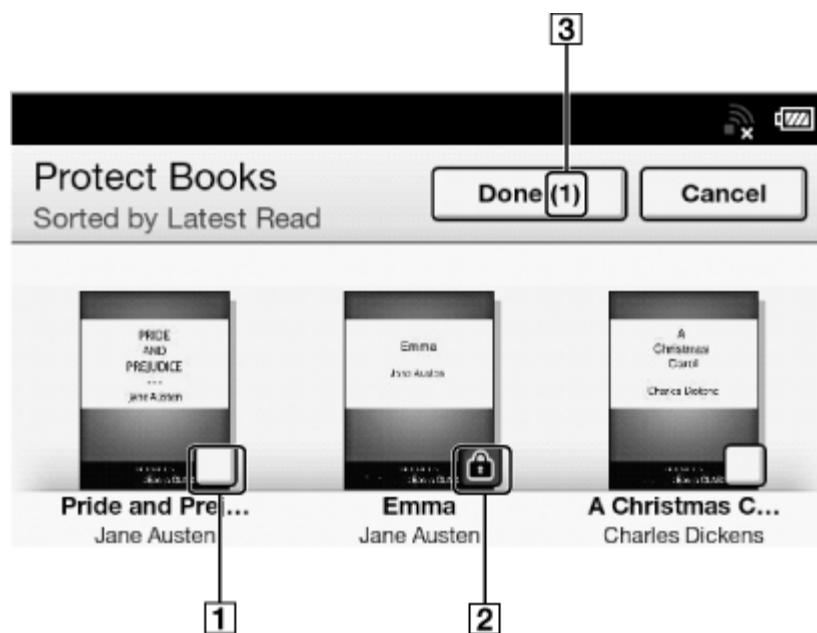 3
Protect Books
Sorted by Latest Read
Done (1)
Cancel
PRIDE
AND
PREJUDICE
Jane Austen
Emma
Jane Austen
A
Christmas
Carol
Charles Dickens
Pride and Prej...
Jane Austen
Emma
Jane Austen
A Christmas C...
Charles Dickens
1
2